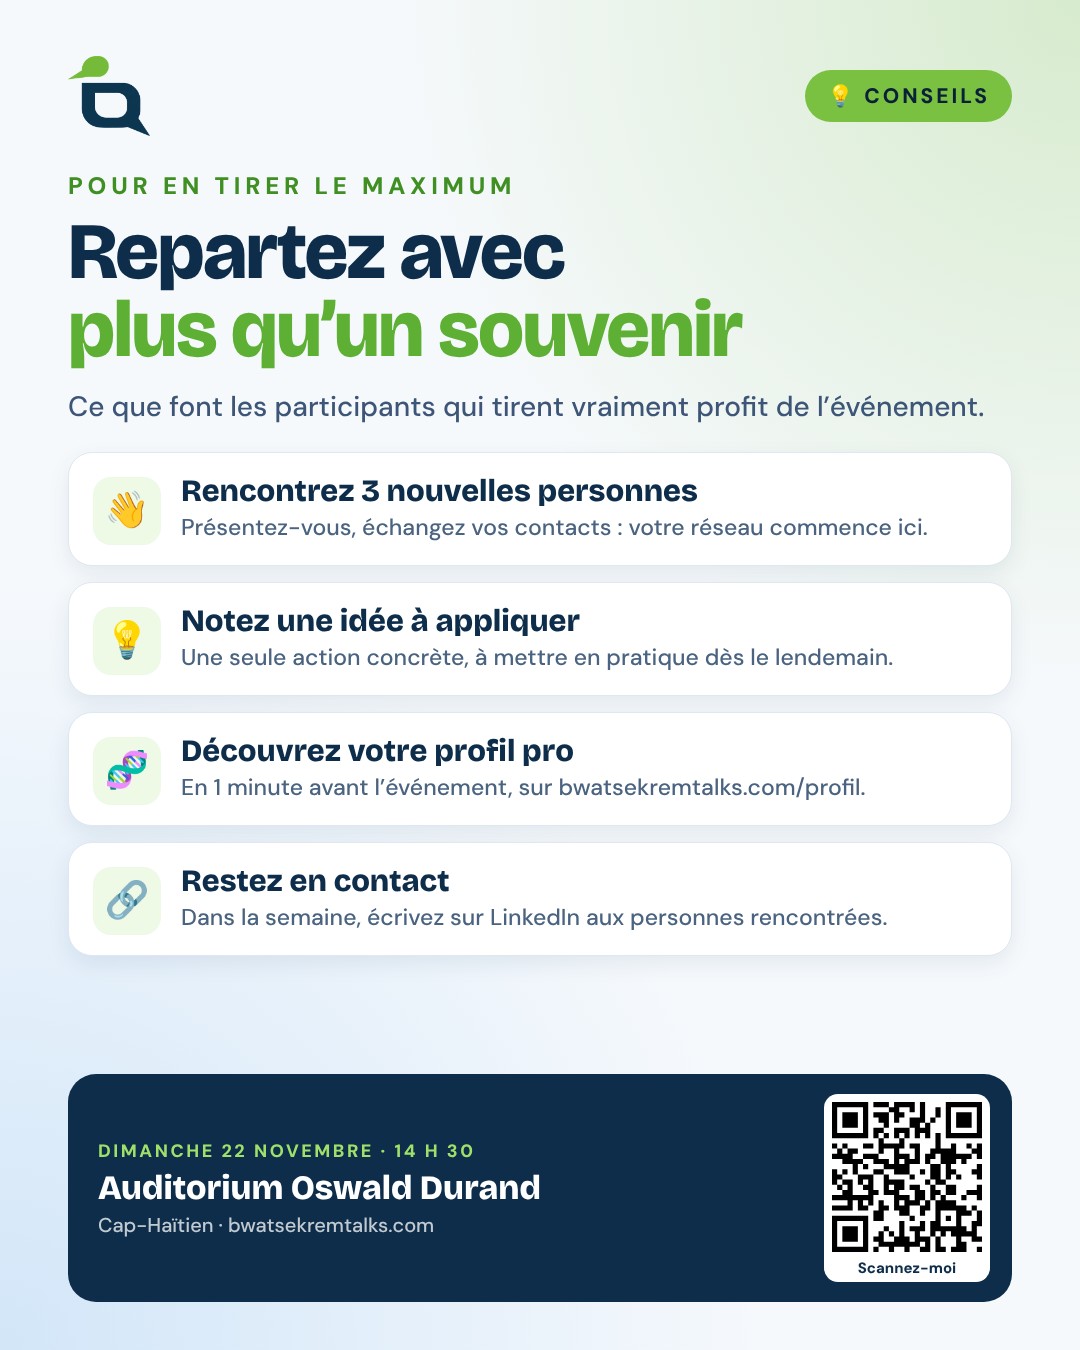 💡 CONSEILS
POUR EN TIRER LE MAXIMUM
Repartez avec
plus qu’un souvenir
Ce que font les participants qui tirent vraiment profit de l’événement.
Rencontrez 3 nouvelles personnes
Présentez-vous, échangez vos contacts : votre réseau commence ici.
Notez une idée à appliquer
Une seule action concrète, à mettre en pratique dès le lendemain.
Découvrez votre profil pro
En 1 minute avant l’événement, sur bwatsekremtalks.com/profil.
Restez en contact
Dans la semaine, écrivez sur LinkedIn aux personnes rencontrées.
DIMANCHE 22 NOVEMBRE · 14 H 30
Auditorium Oswald Durand
Cap-Haïtien · bwatsekremtalks.com
Scannez-moi